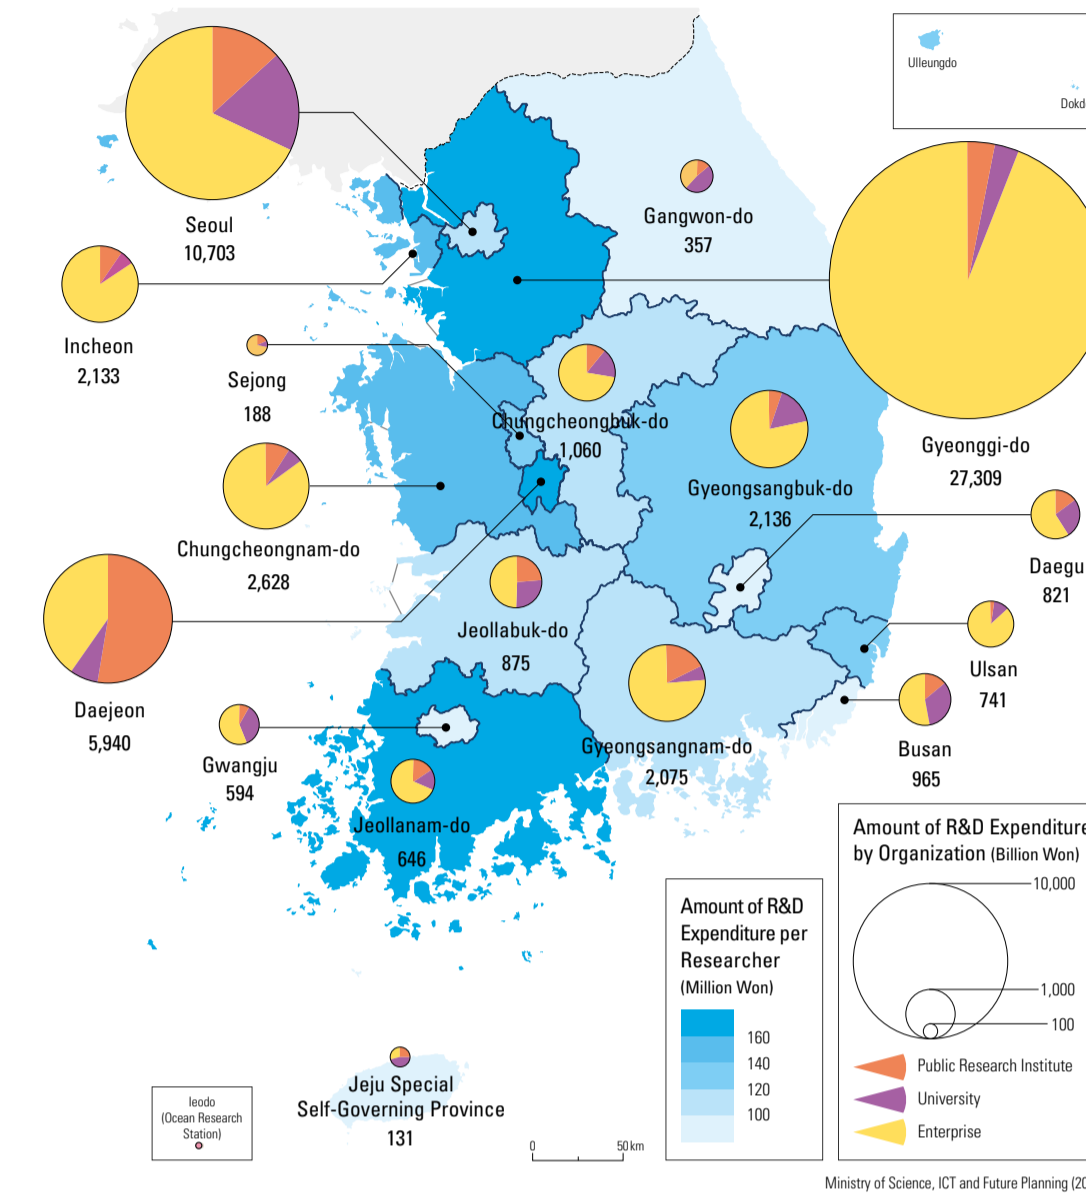 Ulleungdo
Dokd
Seoul
10,703
Gangwon-do
357
Incheon
2,133
Sejong
188
Chungcheongbuk-do
1,060
Gyeonggi-do
27,309
Gyeongsangbuk-do
2,136
Chungcheongnam-do
2,628
Daegu
821
Jeollabuk-do
875
Ulsan
741
Daejeon
5,940
Gwangju
594
Gyeongsangnam-do
2,075
Busan
965
Jeollanam-do
646
Jeju Special
Self-Governing Province
131
Ieodo
(Ocean Research
Station)
0 50 km
Amount of R&D
Expenditure per
Researcher
(Million Won)
160
140
120
100
Amount of R&D Expenditure
by Organization (Billion Won)
10,000
1,000
100
Public Research Institute
University
Enterprise
Ministry of Science, ICT and Future Planning (20